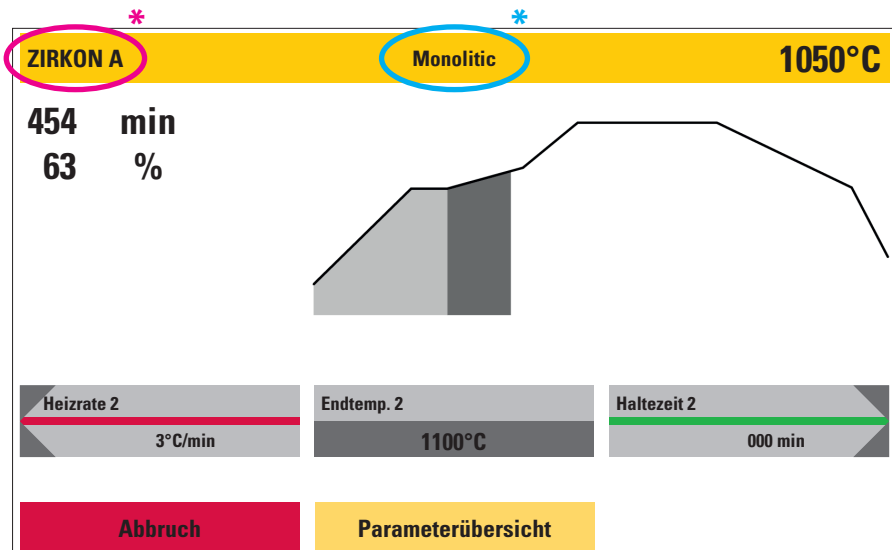 * *
ZIRKON A Monolitic 1050°C
454 min
63 %
Heizrate 2 Endtemp. 2 Haltezeit 2
3°C/min 1100°C 000 min
Abbruch Parameterübersicht